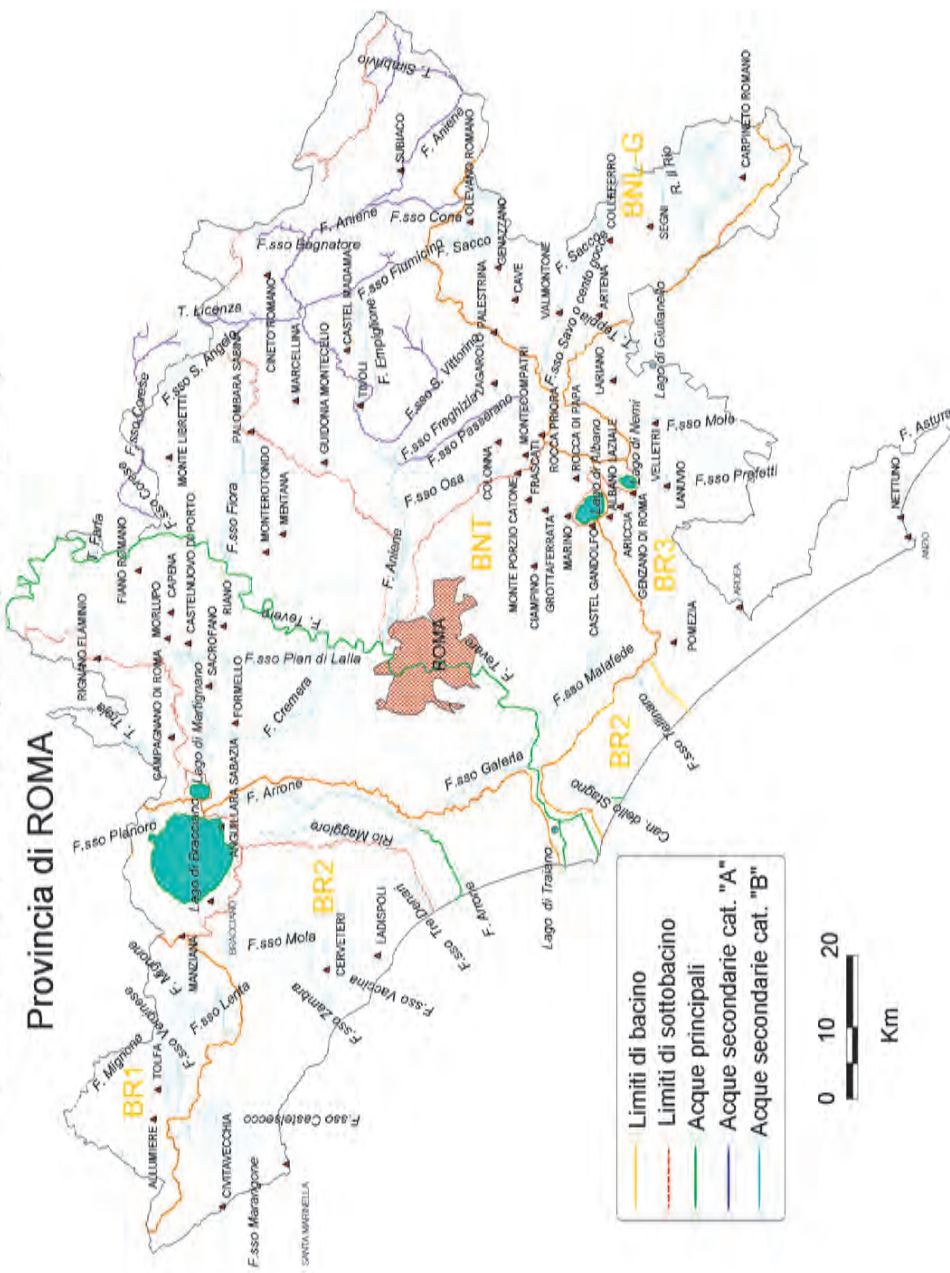 Provincia di ROMA
F. Mignone
ALLUMIERE
TOLFA
BR1
F.sso Verginese
F. Mignone
MANZIANA
F.sso Lenta
CIVITAVECCHIA
F.sso Marangone
SANTA MARINELLA
F.sso Castelsecco
F.sso Zambra
F.sso Vaccina
CERVETERI
LADISPOLI
F.sso Mola
BRACCIANO
BR2
F.sso Planoro
Lago di Bracciano
ANGUILLARA SABAZIA
Lago di Martignano
F. Arrone
Rio Maggiore
F.sso Tre Denari
F. Arrone
CAMPAGNANO DI ROMA
T. Treja
RIGNANO FLAMINIO
MORLUPO
CAPENA
CASTELNUOVO DI PORTO
SACROFANO
RIANO
FORMELLO
F. Cremera
F.sso Pian di Lalla
FIANO ROMANO
T. Farfa
F. Tevere
F.sso Corese
F.sso Corese
MONTE LIBRETTI
F.sso S. Angelo
F.sso Fiora
MONTEROTONDO
MENTANA
PALOMBARA SABINA
T. Licenza
CINETO ROMANO
MARCELLINA
GUIDONIA MONTECELIO
CASTEL MADAMA
TIVOLI
F. Empiglione
F.sso Bagnatore
F. Aniene
F.sso Fiumicino
F.sso Cona
SUBIACO
F. Aniene
T. Simbrivio
OLEVANO ROMANO
F. Sacco
GENAZZANO
CAVE
PALESTRINA
ZAGAROLO
F.sso S. Vittorino
F.sso Freghizia
F.sso Passerano
F.sso Osa
F. Aniene
ROMA
F. Tevere
BNT
COLONNA
MONTECOMPATRI
MONTE PORZIO CATONE
FRASCATI
ROCCA PRIORA
ROCCA DI PAPA
CIAMPINO
GROTTAFERRATA
MARINO
CASTEL GANDOLFO
Lago di Albano
ALBANO LAZIALE
Lago di Nemi
ARICCIA
GENZANO DI ROMA
BR3
VALMONTONE
F. Sacco
COLLEFERRO
BNL-G
F.sso Savo o cento gocce
ARTENA
T. Teppia
LARIANO
SEGNI
R. Il Rio
CARPINETO ROMANO
Lago di Giulianello
VELLETRI
LANUVIO
F.sso Mole
F.sso Prefetti
F. Astura
NETTUNO
ANZIO
ARDEA
POMEZIA
F.sso Malafede
F.sso Tellinaro
BR2
F.sso Galeria
Can. dello Stagno
Lago di Traiano
Limiti di bacino
Limiti di sottobacino
Acque principali
Acque secondarie cat. "A"
Acque secondarie cat. "B"
0 10 20
Km